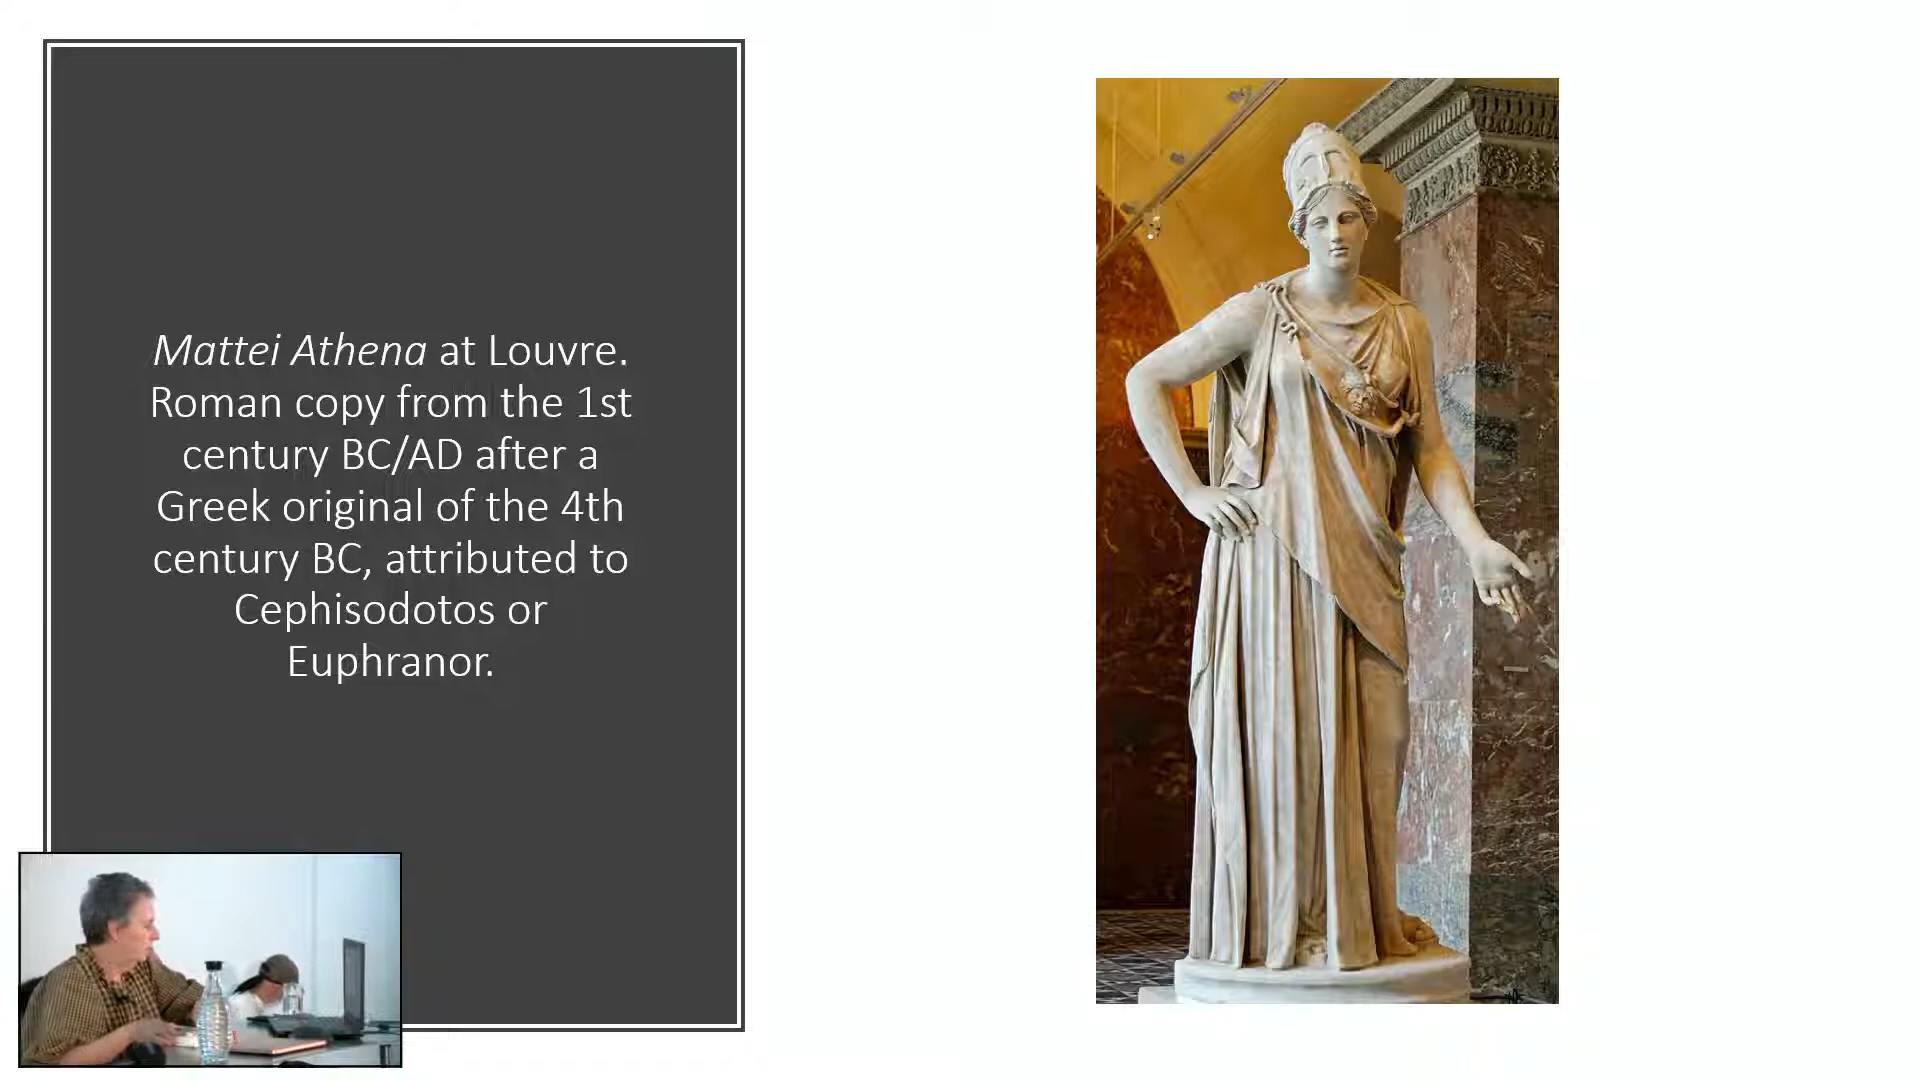 Mattei Athena at Louvre.
Roman copy from the 1st
century BC/AD after a
Greek original of the 4th
century BC, attributed to
Cephisodotos or
Euphranor.